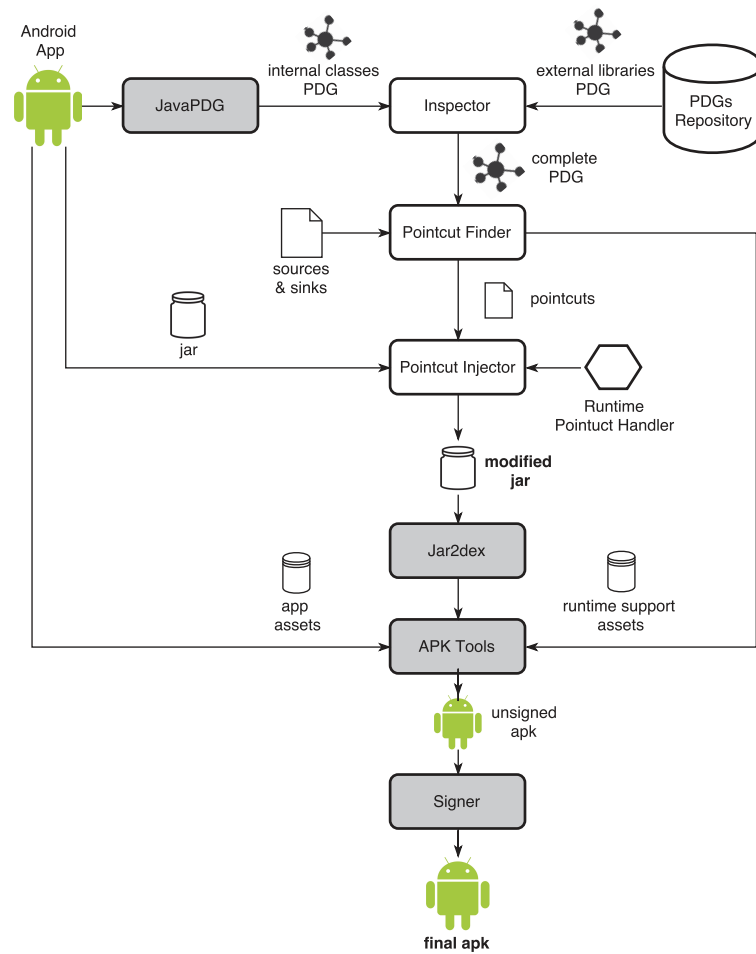 Android
App
JavaPDG
internal classes
PDG
Inspector
external libraries
PDG
PDGs
Repository
complete
PDG
sources
& sinks
Pointcut Finder
pointcuts
jar
Pointcut Injector
Runtime
Pointuct Handler
modified
jar
Jar2dex
app
assets
runtime support
assets
APK Tools
unsigned
apk
Signer
final apk